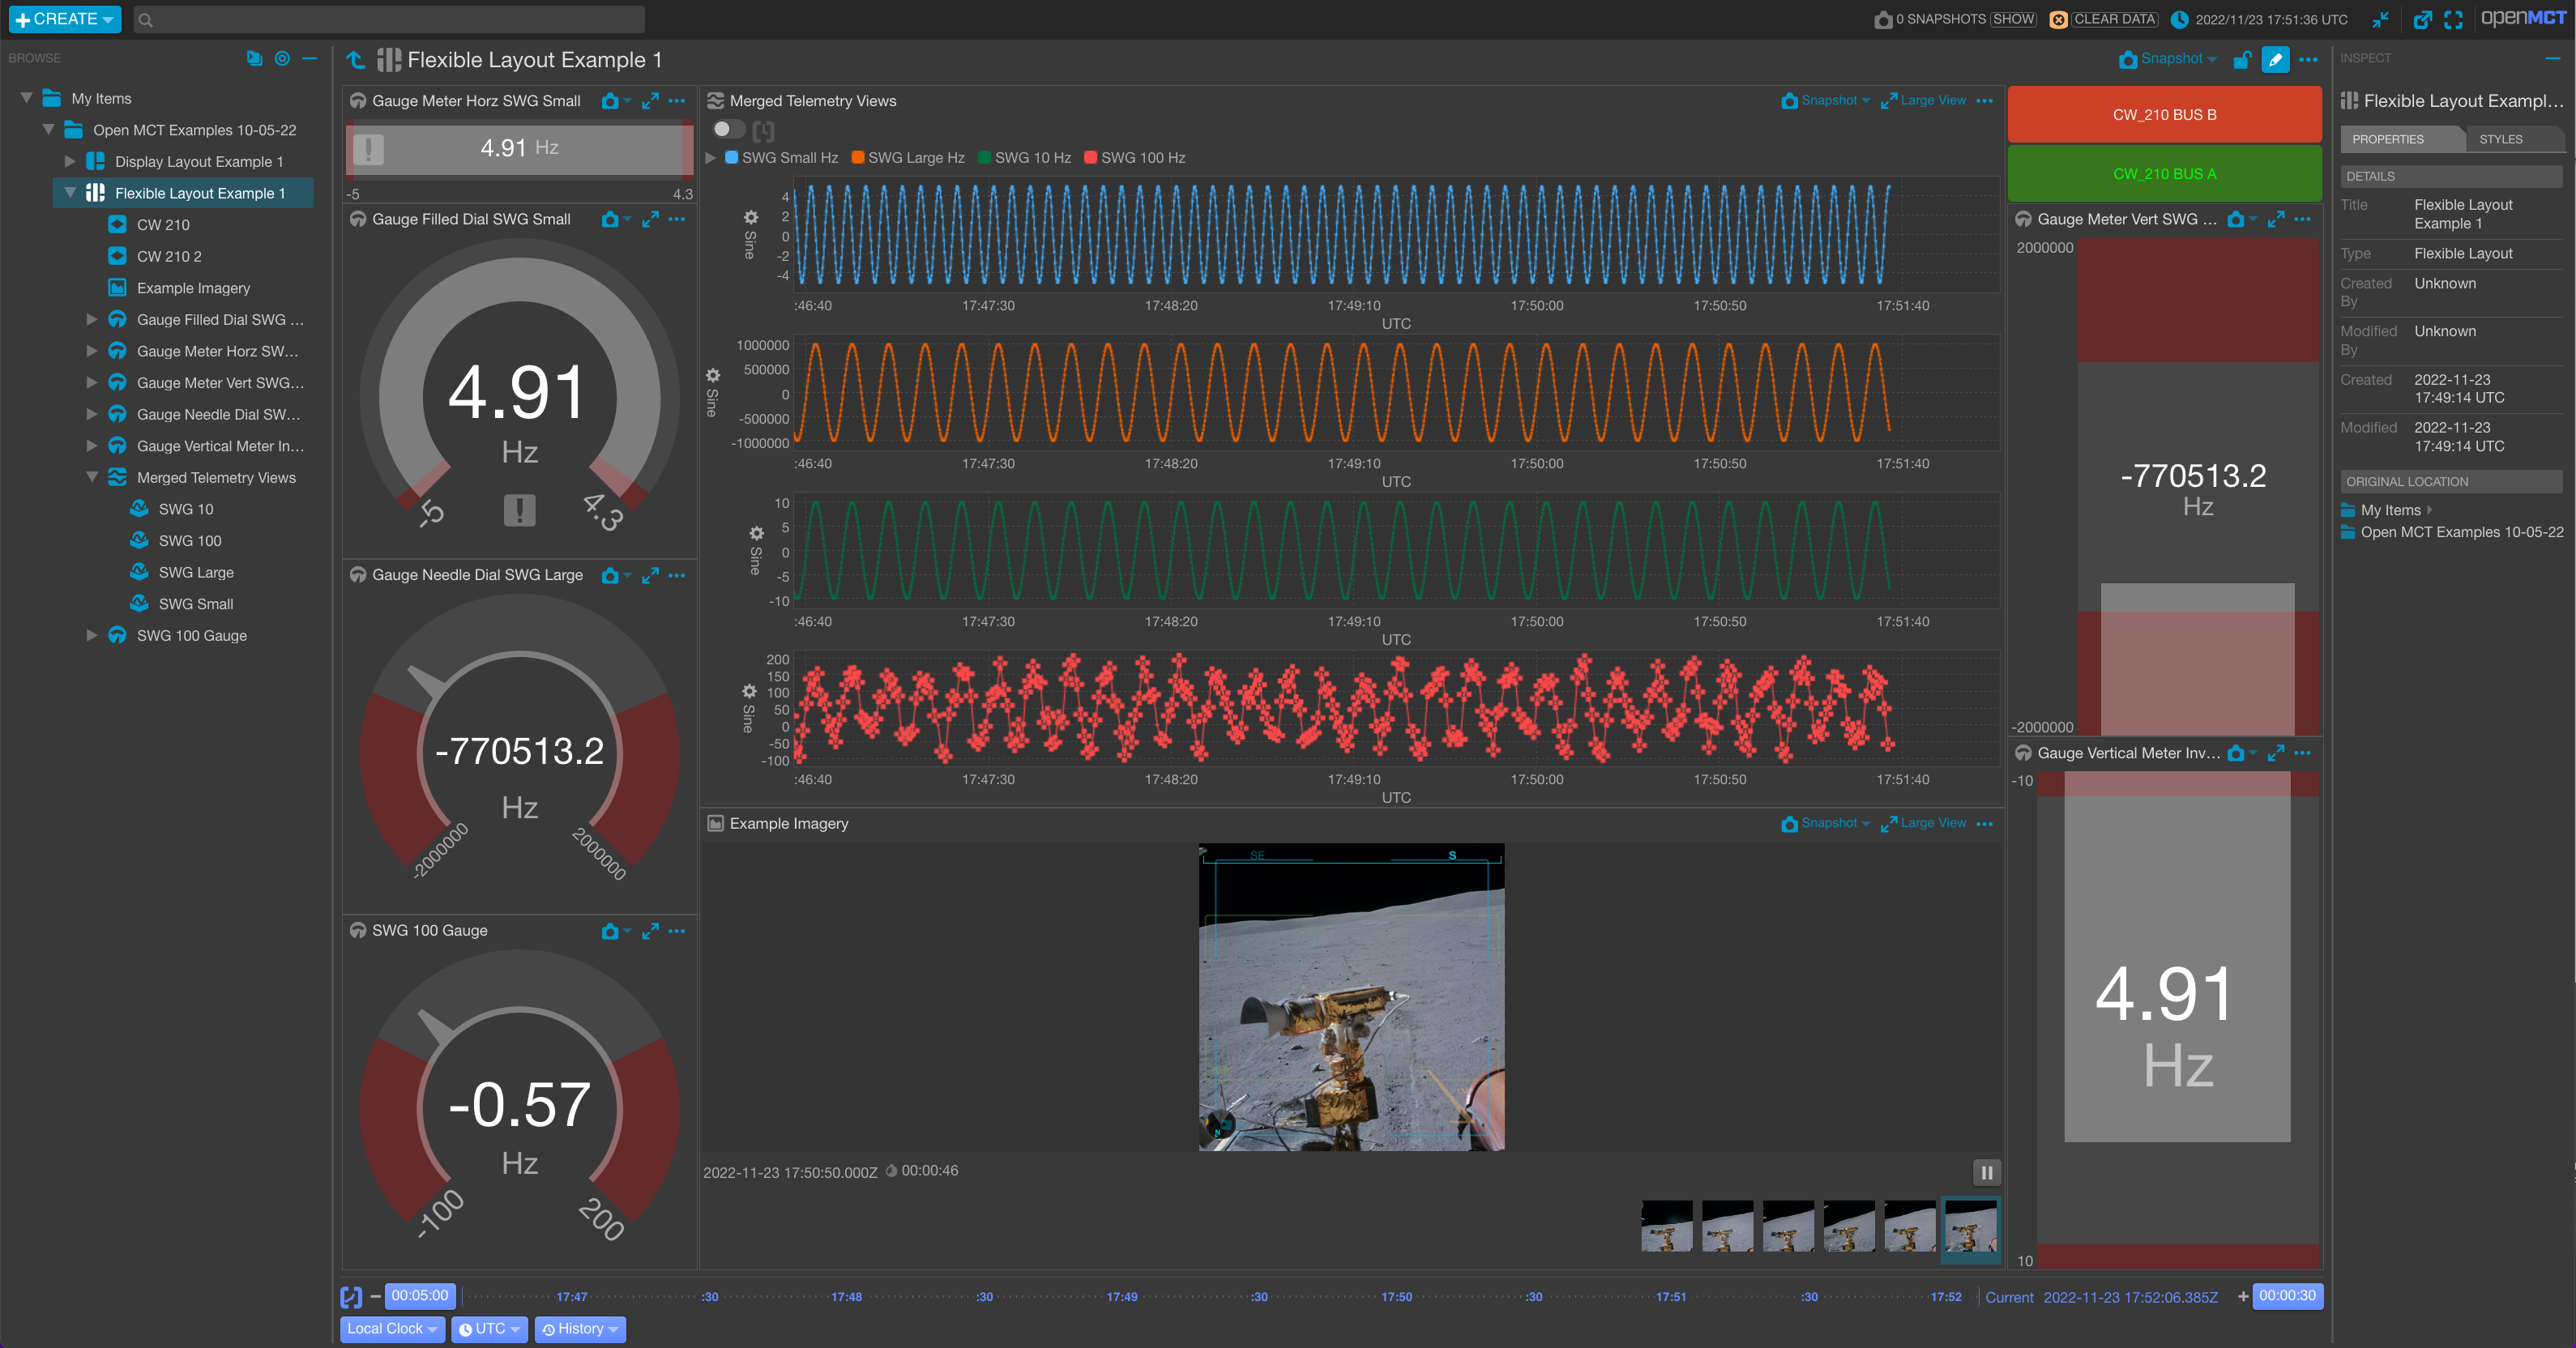 CREATE
0 SNAPSHOTS SHOW
CLEAR DATA
2022/11/23 17:51:36 UTC
openMCT
BROWSE
My Items
Open MCT Examples 10-05-22
Display Layout Example 1
Flexible Layout Example 1
CW 210
CW 210 2
Example Imagery
Gauge Filled Dial SWG ...
Gauge Meter Horz SW...
Gauge Meter Vert SWG...
Gauge Needle Dial SW...
Gauge Vertical Meter In...
Merged Telemetry Views
SWG 10
SWG 100
SWG Large
SWG Small
SWG 100 Gauge
Flexible Layout Example 1
Snapshot
Gauge Meter Horz SWG Small
4.91 Hz
-5
4.3
Gauge Filled Dial SWG Small
4.91
Hz
-5
4.3
Gauge Needle Dial SWG Large
-770513.2
Hz
-2000000
2000000
SWG 100 Gauge
-0.57
Hz
-100
200
Merged Telemetry Views
Snapshot
Large View
SWG Small Hz
SWG Large Hz
SWG 10 Hz
SWG 100 Hz
Sine
4
2
0
-2
-4
:46:40
17:47:30
17:48:20
17:49:10
17:50:00
17:50:50
17:51:40
UTC
Sine
1000000
500000
0
-500000
-1000000
:46:40
17:47:30
17:48:20
17:49:10
17:50:00
17:50:50
17:51:40
UTC
Sine
10
5
0
-5
-10
:46:40
17:47:30
17:48:20
17:49:10
17:50:00
17:50:50
17:51:40
UTC
Sine
200
150
100
50
0
-50
-100
:46:40
17:47:30
17:48:20
17:49:10
17:50:00
17:50:50
17:51:40
UTC
Example Imagery
Snapshot
Large View
SE
S
N
2022-11-23 17:50:50.000Z
00:00:46
CW_210 BUS B
CW_210 BUS A
Gauge Meter Vert SWG ...
2000000
-770513.2
Hz
-2000000
Gauge Vertical Meter Inv...
-10
4.91
Hz
10
INSPECT
Flexible Layout Exampl...
PROPERTIES
STYLES
DETAILS
Title
Flexible Layout
Example 1
Type
Flexible Layout
Created
By
Unknown
Modified
By
Unknown
Created
2022-11-23
17:49:14 UTC
Modified
2022-11-23
17:49:14 UTC
ORIGINAL LOCATION
My Items
Open MCT Examples 10-05-22
00:05:00
17:47
:30
17:48
:30
17:49
:30
17:50
:30
17:51
:30
17:52
Current 2022-11-23 17:52:06.385Z
00:00:30
Local Clock
UTC
History